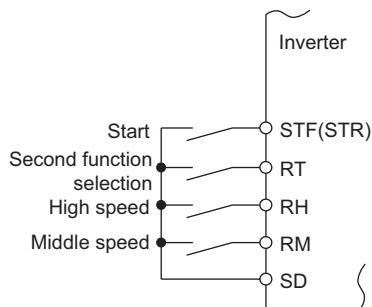 Inverter
Start
STF(STR)
Second function
selection
RT
High speed
RH
Middle speed
RM
SD